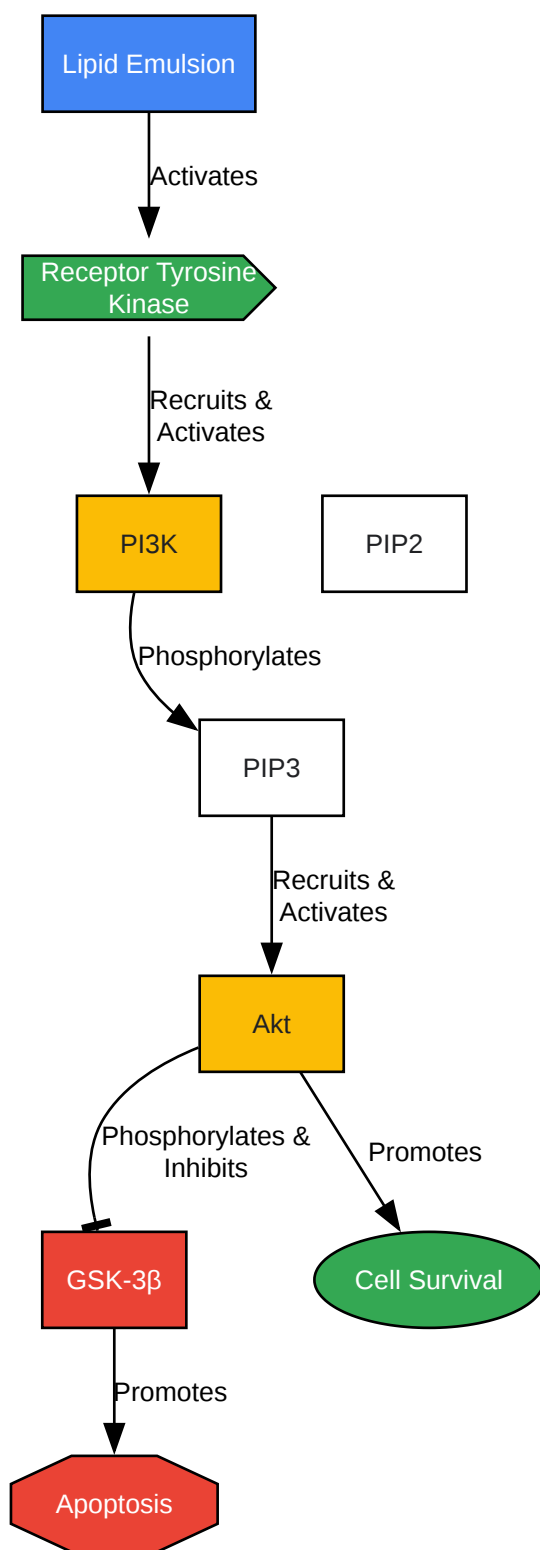 Lipid Emulsion
Activates
Receptor Tyrosine
Kinase
Recruits &
Activates
PI3K
PIP2
Phosphorylates
PIP3
Recruits &
Activates
Akt
Phosphorylates &
Inhibits
Promotes
GSK-3β
Cell Survival
Promotes
Apoptosis